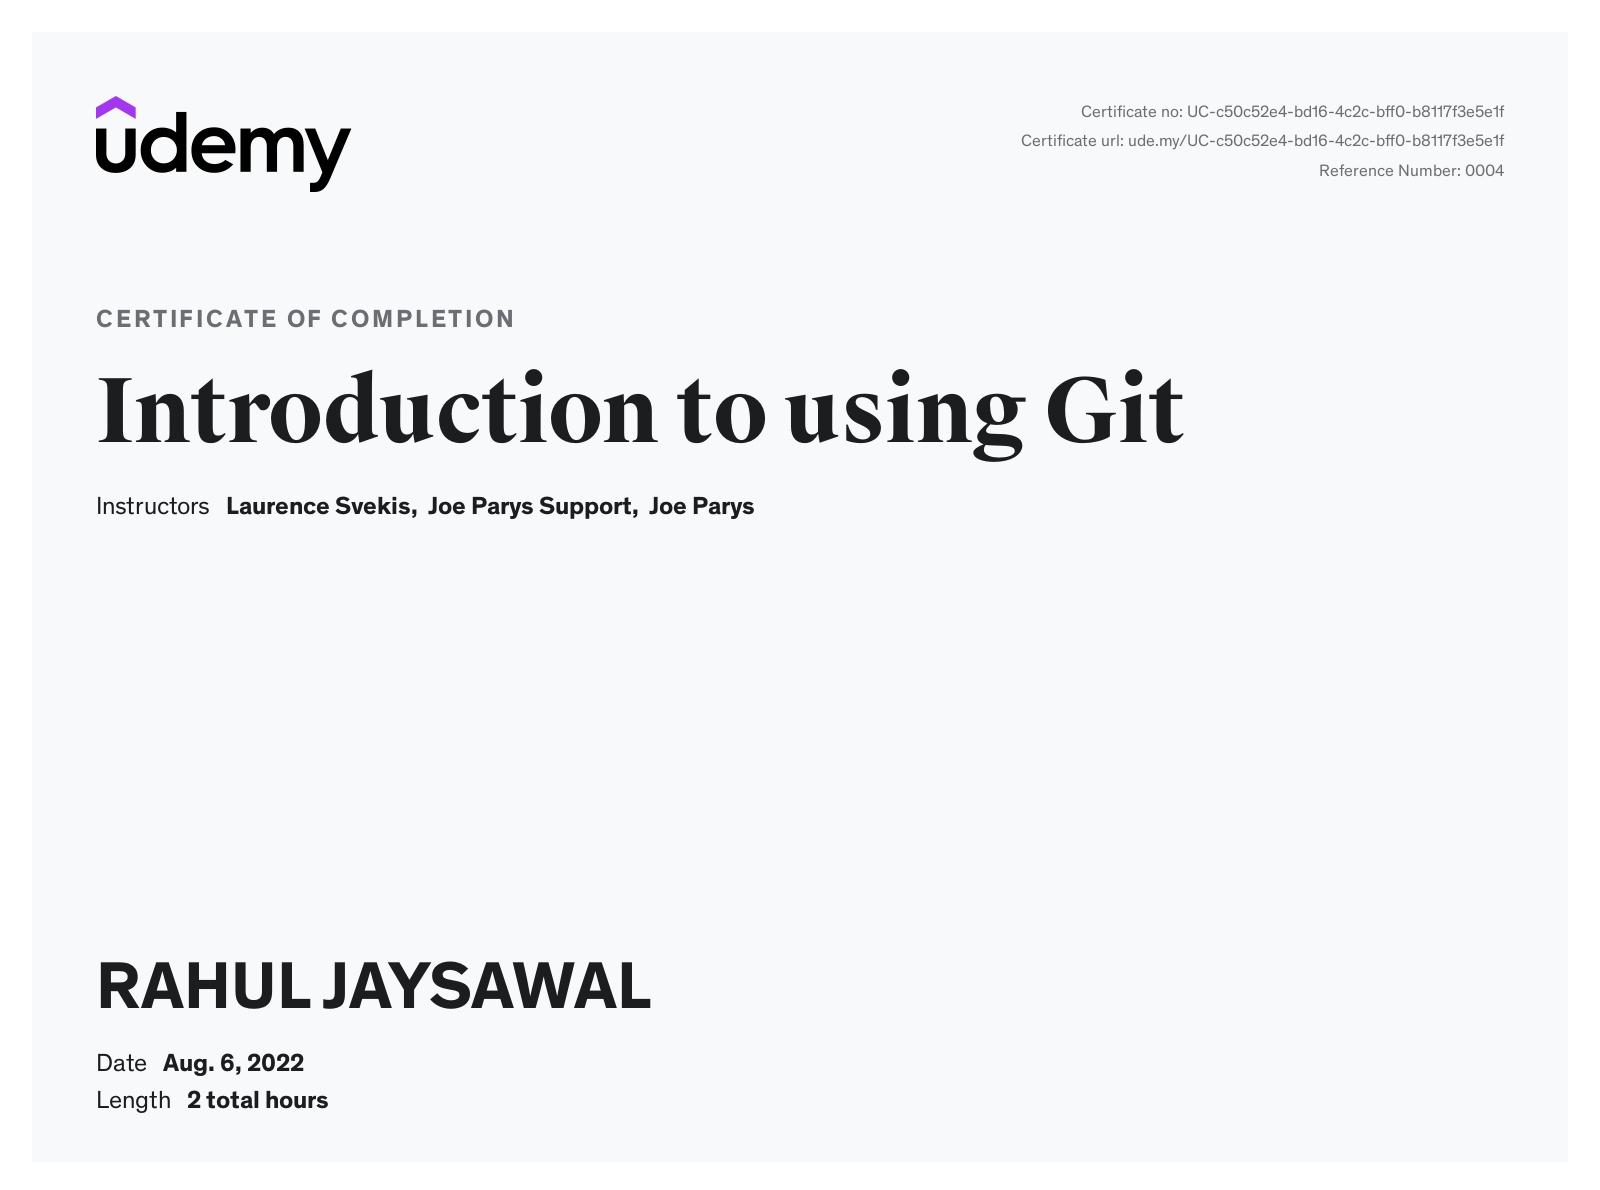 udemy
Certificate no: UC-c50c52e4-bd16-4c2c-bff0-b8117f3e5e1f
Certificate url: ude.my/UC-c50c52e4-bd16-4c2c-bff0-b8117f3e5e1f
Reference Number: 0004
CERTIFICATE OF COMPLETION
Introduction to using Git
Instructors Laurence Svekis, Joe Parys Support, Joe Parys
RAHUL JAYSAWAL
Date Aug. 6, 2022
Length 2 total hours